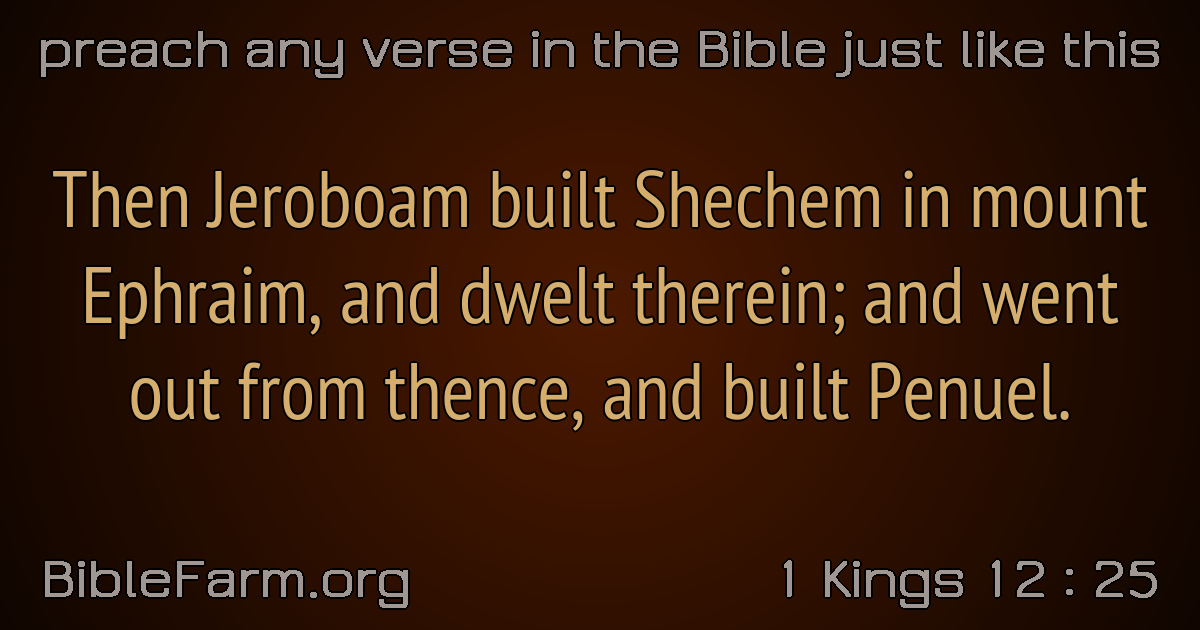 preach any verse in the Bible just like this
Then Jeroboam built Shechem in mount
Ephraim, and dwelt therein; and went
out from thence, and built Penuel.
BibleFarm.org
1 Kings 12 : 25